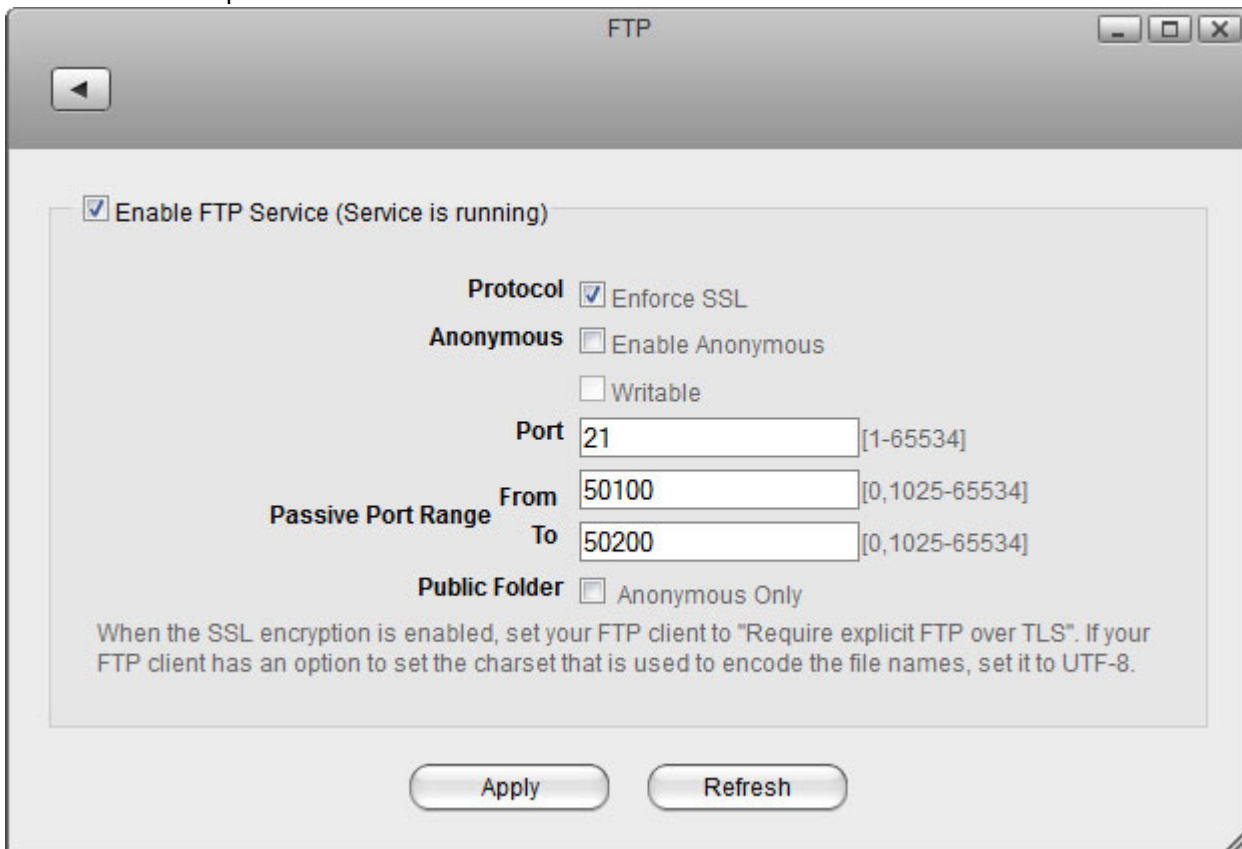 FTP
Enable FTP Service (Service is running)
Protocol Enforce SSL
Anonymous Enable Anonymous
Writable
Port 21 [1-65534]
Passive Port Range From 50100 [0,1025-65534]
To 50200 [0,1025-65534]
Public Folder Anonymous Only
When the SSL encryption is enabled, set your FTP client to "Require explicit FTP over TLS". If your
FTP client has an option to set the charset that is used to encode the file names, set it to UTF-8.
Apply Refresh